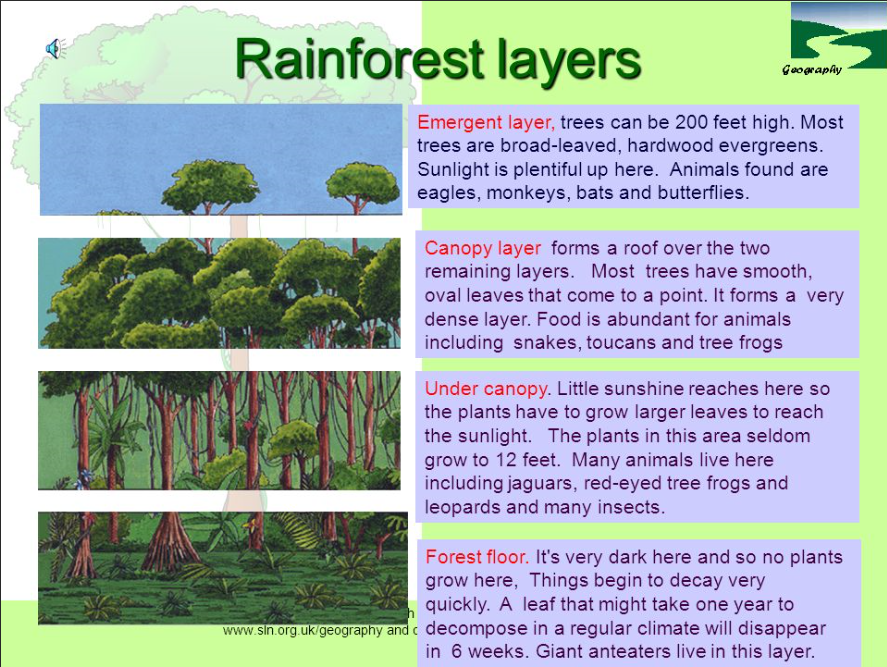 Rainforest layers
Geography
Emergent layer, trees can be 200 feet high. Most
trees are broad-leaved, hardwood evergreens.
Sunlight is plentiful up here. Animals found are
eagles, monkeys, bats and butterflies.
Canopy layer forms a roof over the two
remaining layers. Most trees have smooth,
oval leaves that come to a point. It forms a very
dense layer. Food is abundant for animals
including snakes, toucans and tree frogs
Under canopy. Little sunshine reaches here so
the plants have to grow larger leaves to reach
the sunlight. The plants in this area seldom
grow to 12 feet. Many animals live here
including jaguars, red-eyed tree frogs and
leopards and many insects.
Forest floor. It's very dark here and so no plants
grow here, Things begin to decay very
quickly. A leaf that might take one year to
decompose in a regular climate will disappear
in 6 weeks. Giant anteaters live in this layer.
www.sln.org.uk/geography and